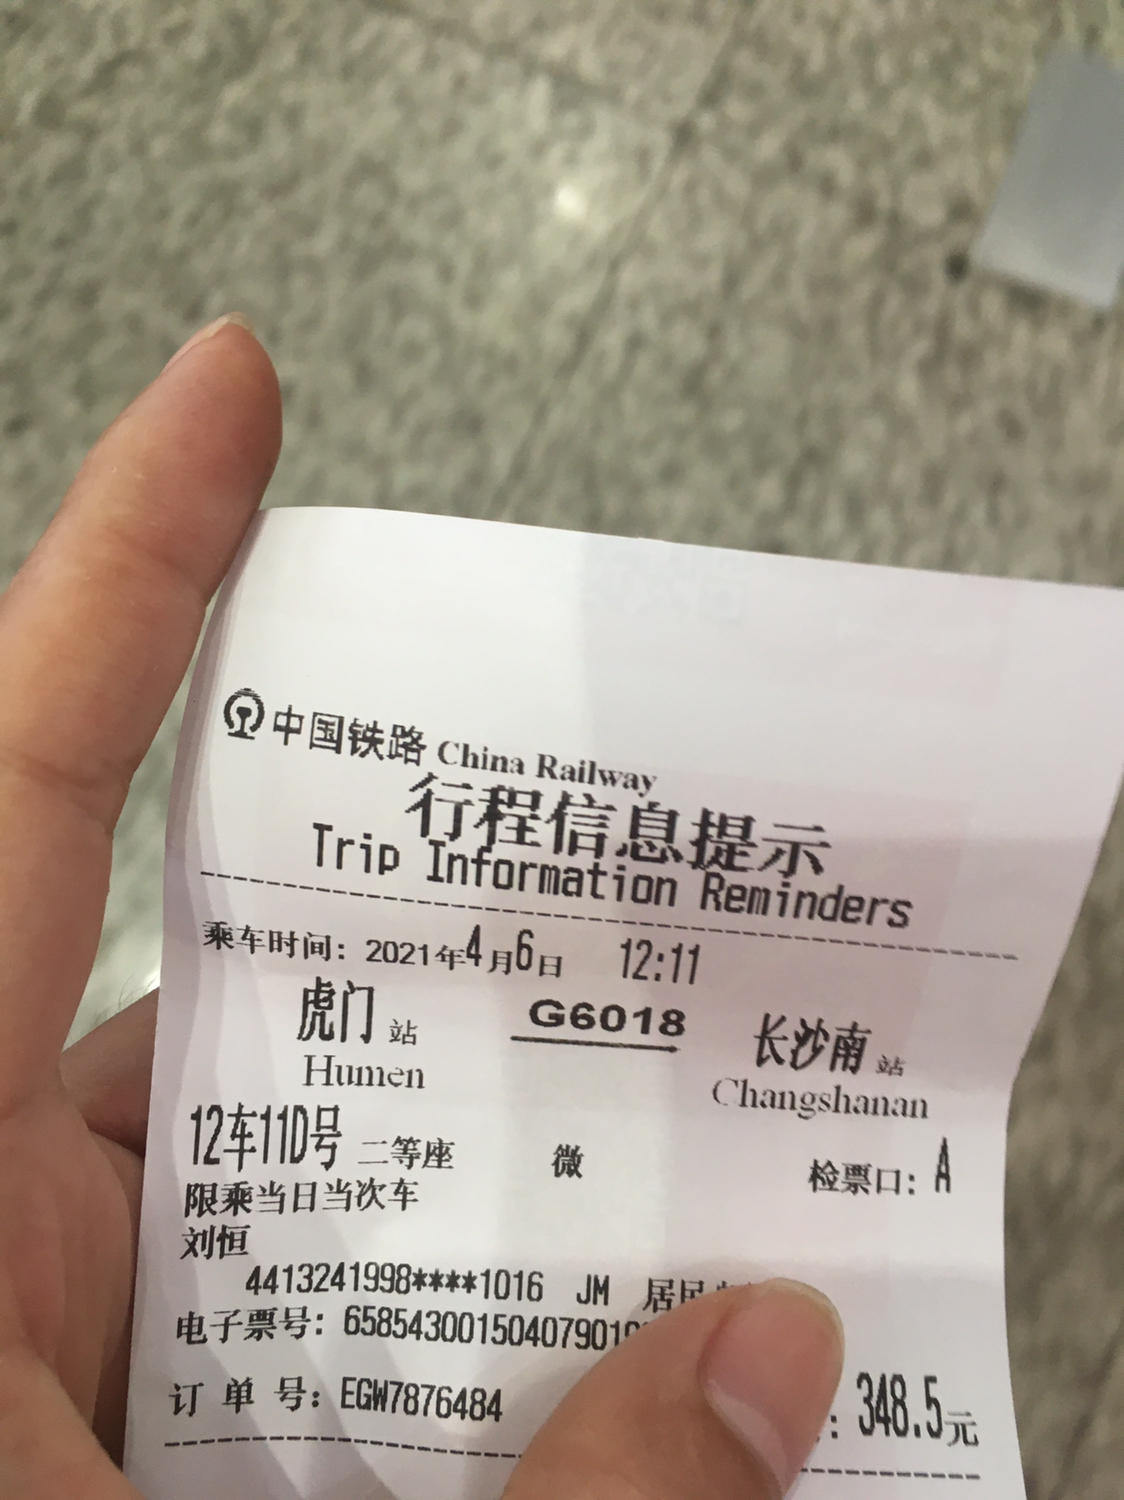 中国铁路 China Railway
行程信息提示
Trip Information Reminders
乘车时间：2021年4月6日 12:11
虎门站 G6018 长沙南站
Humen Changshanan
12车11D号 二等座 微 检票口：A
限乘当日当次车
刘恒
4413241998****1016 JM 居民
电子票号：6585430015040790
订单号：EGW7876484 ：348.5元